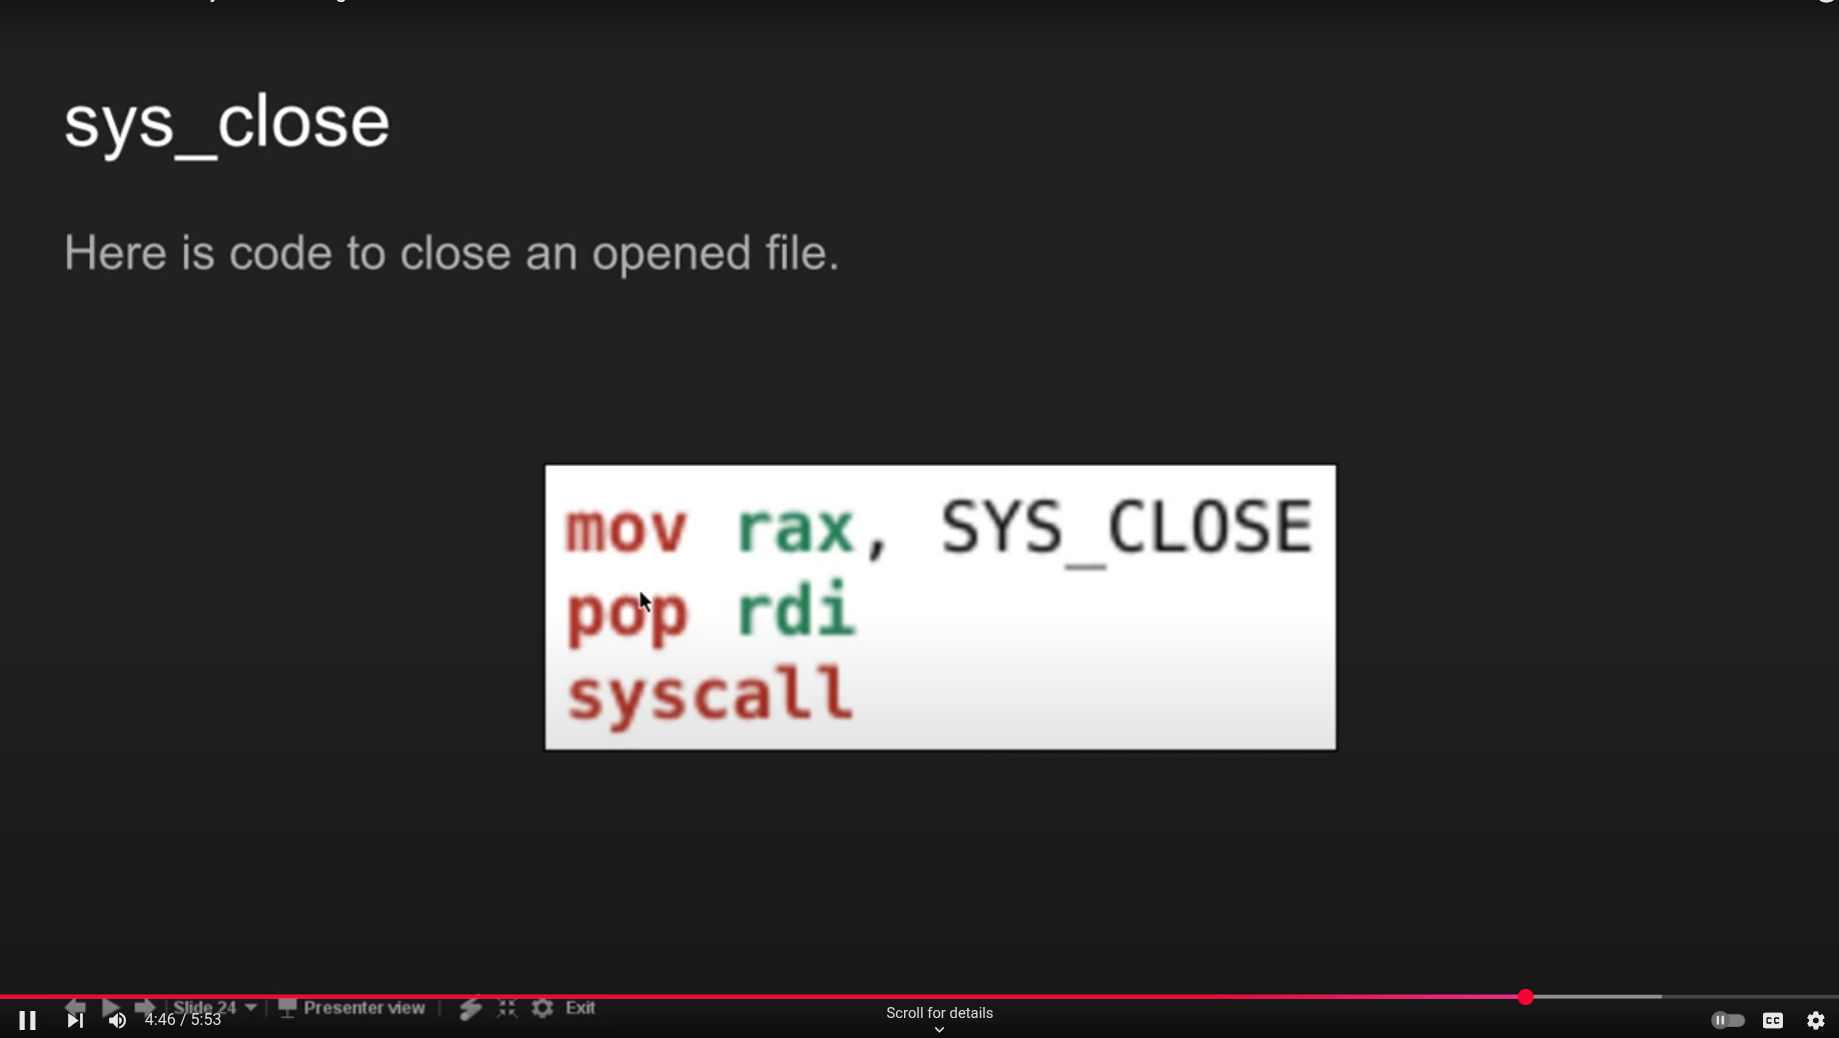 sys_close
Here is code to close an opened file.
mov rax, SYS_CLOSE
pop rdi
syscall
Slide 24 Presenter view Exit
4:46 / 5:53
Scroll for details
CC